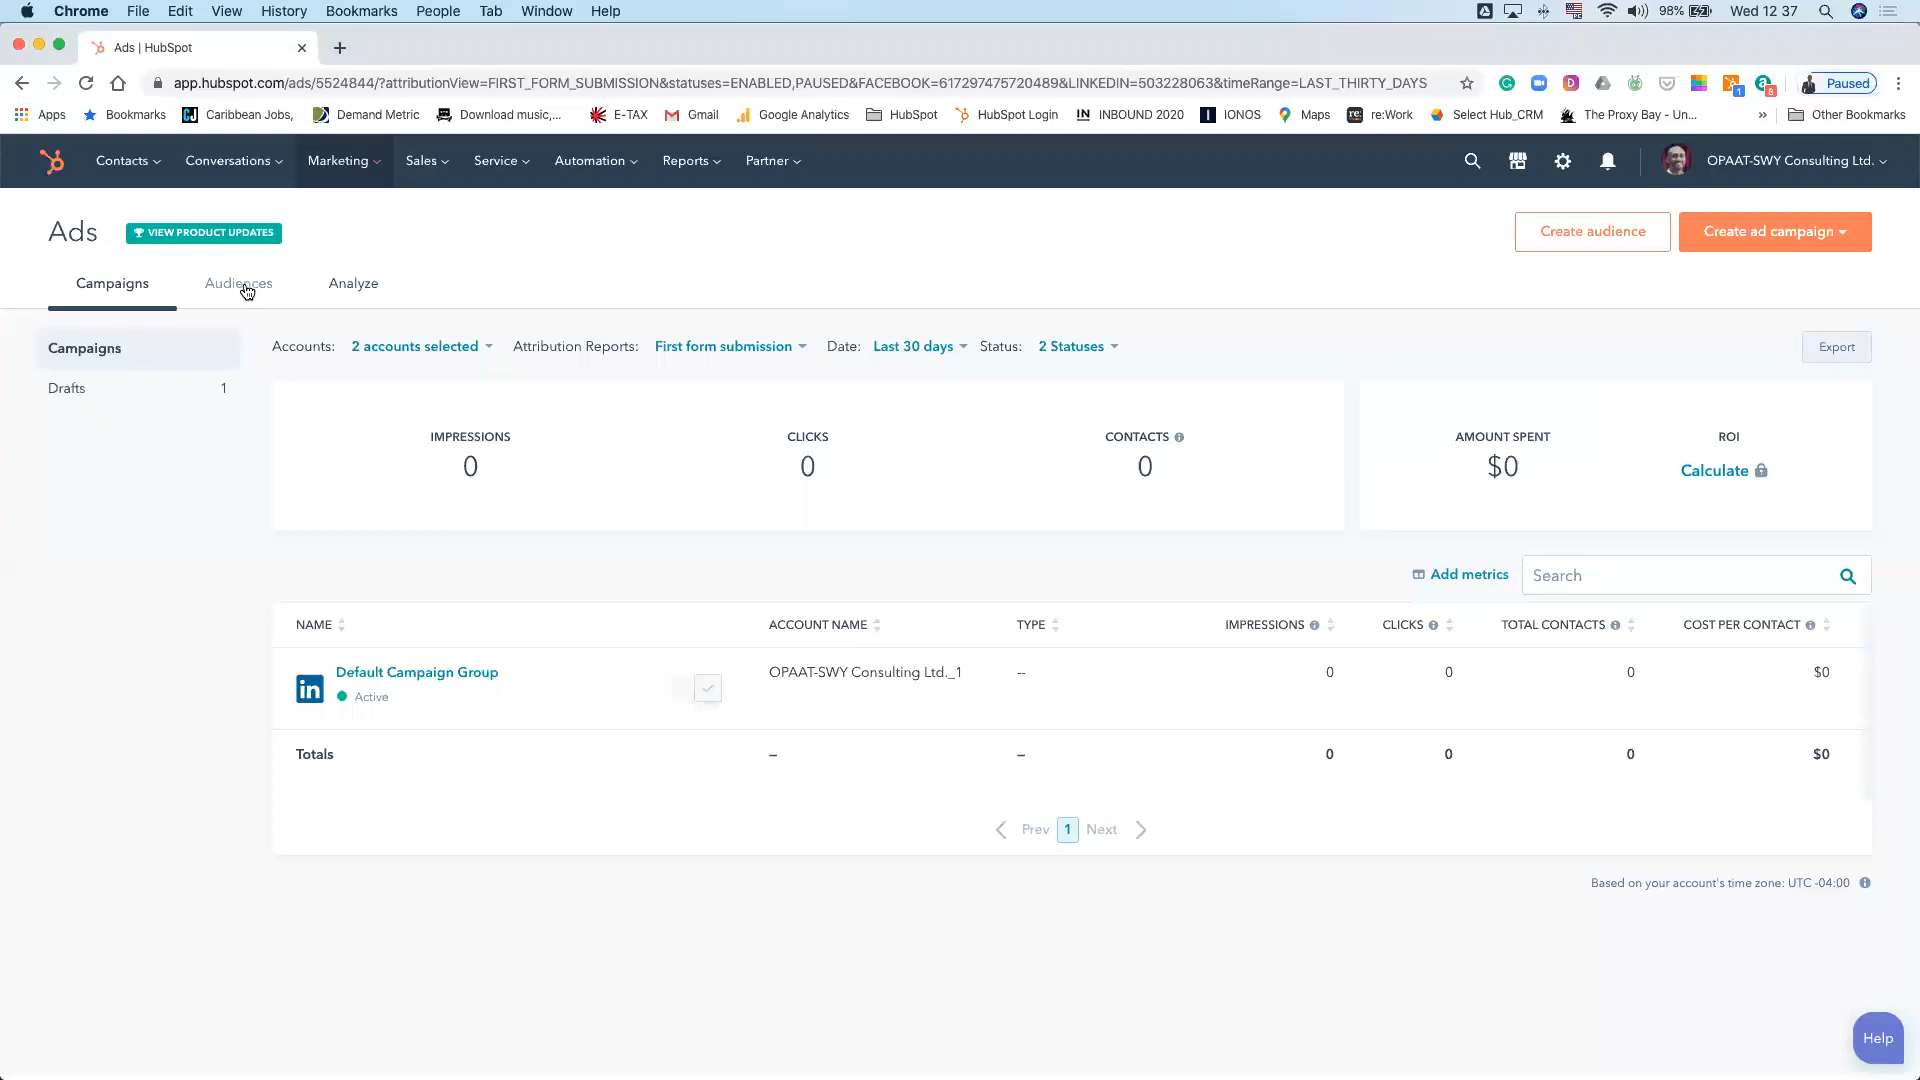 Chrome File Edit View History Bookmarks People Tab Window Help 98% Wed 12 37
Ads | HubSpot
app.hubspot.com/ads/5524844/?attributionView=FIRST_FORM_SUBMISSION&statuses=ENABLED,PAUSED&FACEBOOK=617297475720489&LINKEDIN=503228063&timeRange=LAST_THIRTY_DAYS 1 8 Paused
Apps Bookmarks Caribbean Jobs, Demand Metric Download music,... E-TAX Gmail Google Analytics HubSpot HubSpot Login IN INBOUND 2020 IONOS Maps re: re:Work Select Hub_CRM The Proxy Bay - Un... » Other Bookmarks
Contacts Conversations Marketing Sales Service Automation Reports Partner OPAAT-SWY Consulting Ltd.
Ads VIEW PRODUCT UPDATES Create audience Create ad campaign
Campaigns Audiences Analyze
Campaigns Accounts: 2 accounts selected Attribution Reports: First form submission Date: Last 30 days Status: 2 Statuses Export
Drafts 1
IMPRESSIONS CLICKS CONTACTS AMOUNT SPENT ROI
0 0 0 $0 Calculate
Add metrics Search
NAME ACCOUNT NAME TYPE IMPRESSIONS CLICKS TOTAL CONTACTS COST PER CONTACT
in Default Campaign Group OPAAT-SWY Consulting Ltd._1 -- 0 0 0 $0
Active
Totals – – 0 0 0 $0
Prev 1 Next
Based on your account's time zone: UTC -04:00
Help